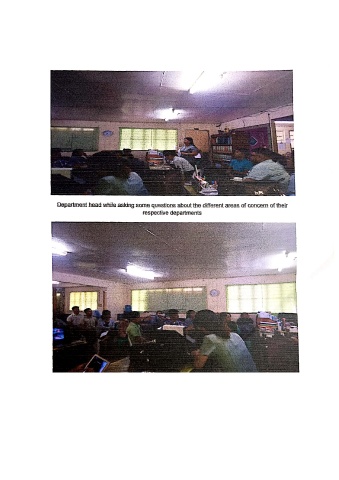 Department head while asking some questions about the different areas of concern of their
respective departments